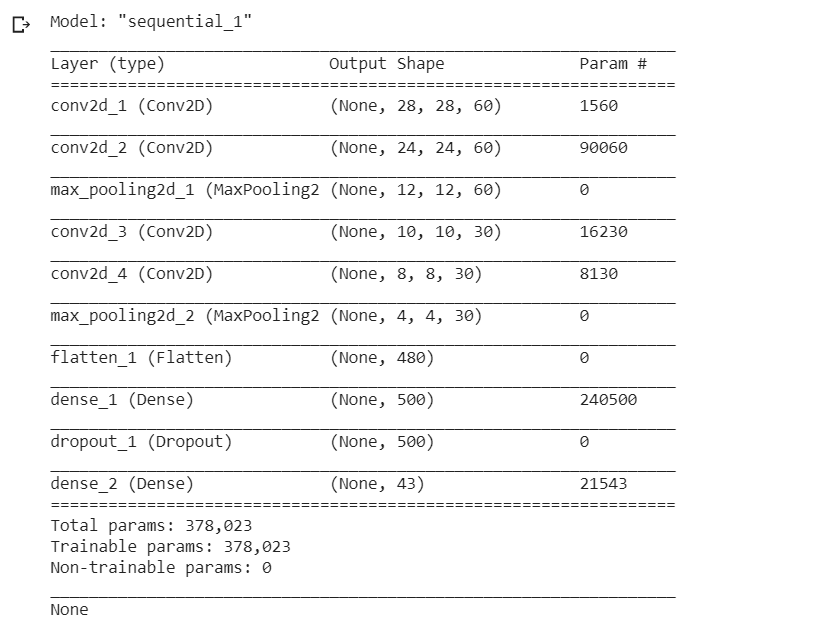 Model: "sequential_1"
Layer (type) Output Shape Param #
conv2d_1 (Conv2D) (None, 28, 28, 60) 1560
conv2d_2 (Conv2D) (None, 24, 24, 60) 90060
max_pooling2d_1 (MaxPooling2 (None, 12, 12, 60) 0
conv2d_3 (Conv2D) (None, 10, 10, 30) 16230
conv2d_4 (Conv2D) (None, 8, 8, 30) 8130
max_pooling2d_2 (MaxPooling2 (None, 4, 4, 30) 0
flatten_1 (Flatten) (None, 480) 0
dense_1 (Dense) (None, 500) 240500
dropout_1 (Dropout) (None, 500) 0
dense_2 (Dense) (None, 43) 21543
Total params: 378,023
Trainable params: 378,023
Non-trainable params: 0
None